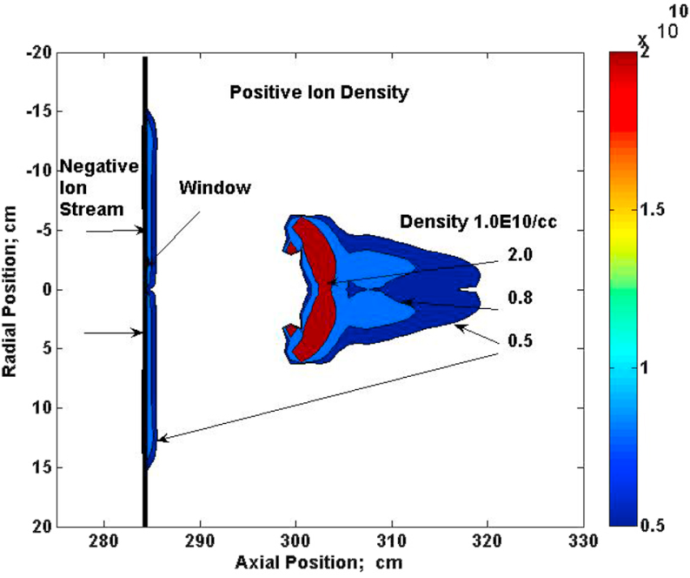 10
x 10
-20
-15
-10
-5
0
5
10
15
20
Radial Position; cm
Positive Ion Density
Negative
Ion
Stream
Window
Density 1.0E10/cc
2.0
0.8
0.5
2
1.5
1
0.5
280
290
300
310
320
330
Axial Position; cm